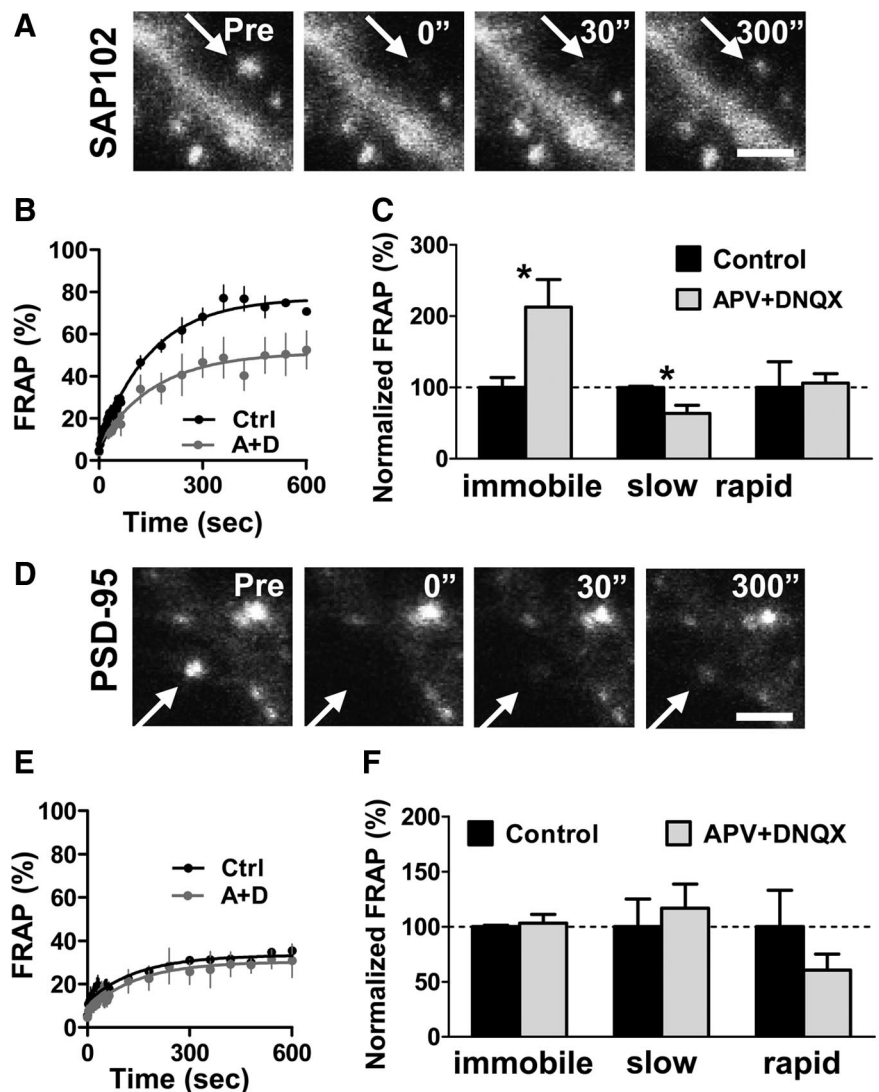 A
SAP102
Pre
0”
30”
300”
B
FRAP (%)
100
80
60
40
20
0
Ctrl
A+D
0
300
600
Time (sec)
C
Normalized FRAP (%)
300
200
100
0
*
*
Control
APV+DNQX
immobile slow rapid
D
PSD-95
Pre
0”
30”
300”
E
FRAP (%)
100
80
60
40
20
0
Ctrl
A+D
0
300
600
Time (sec)
F
Normalized FRAP (%)
200
150
100
50
0
Control
APV+DNQX
immobile slow rapid